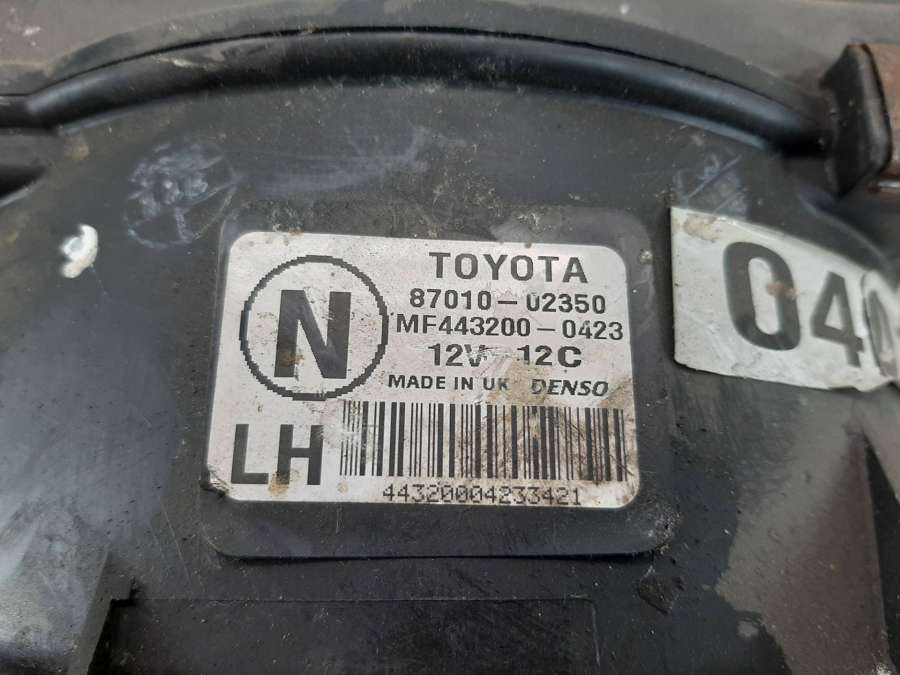 N
TOYOTA
87010-02350
MF443200-0423
12V 12C
MADE IN UK DENSO
LH
44320004233421
04